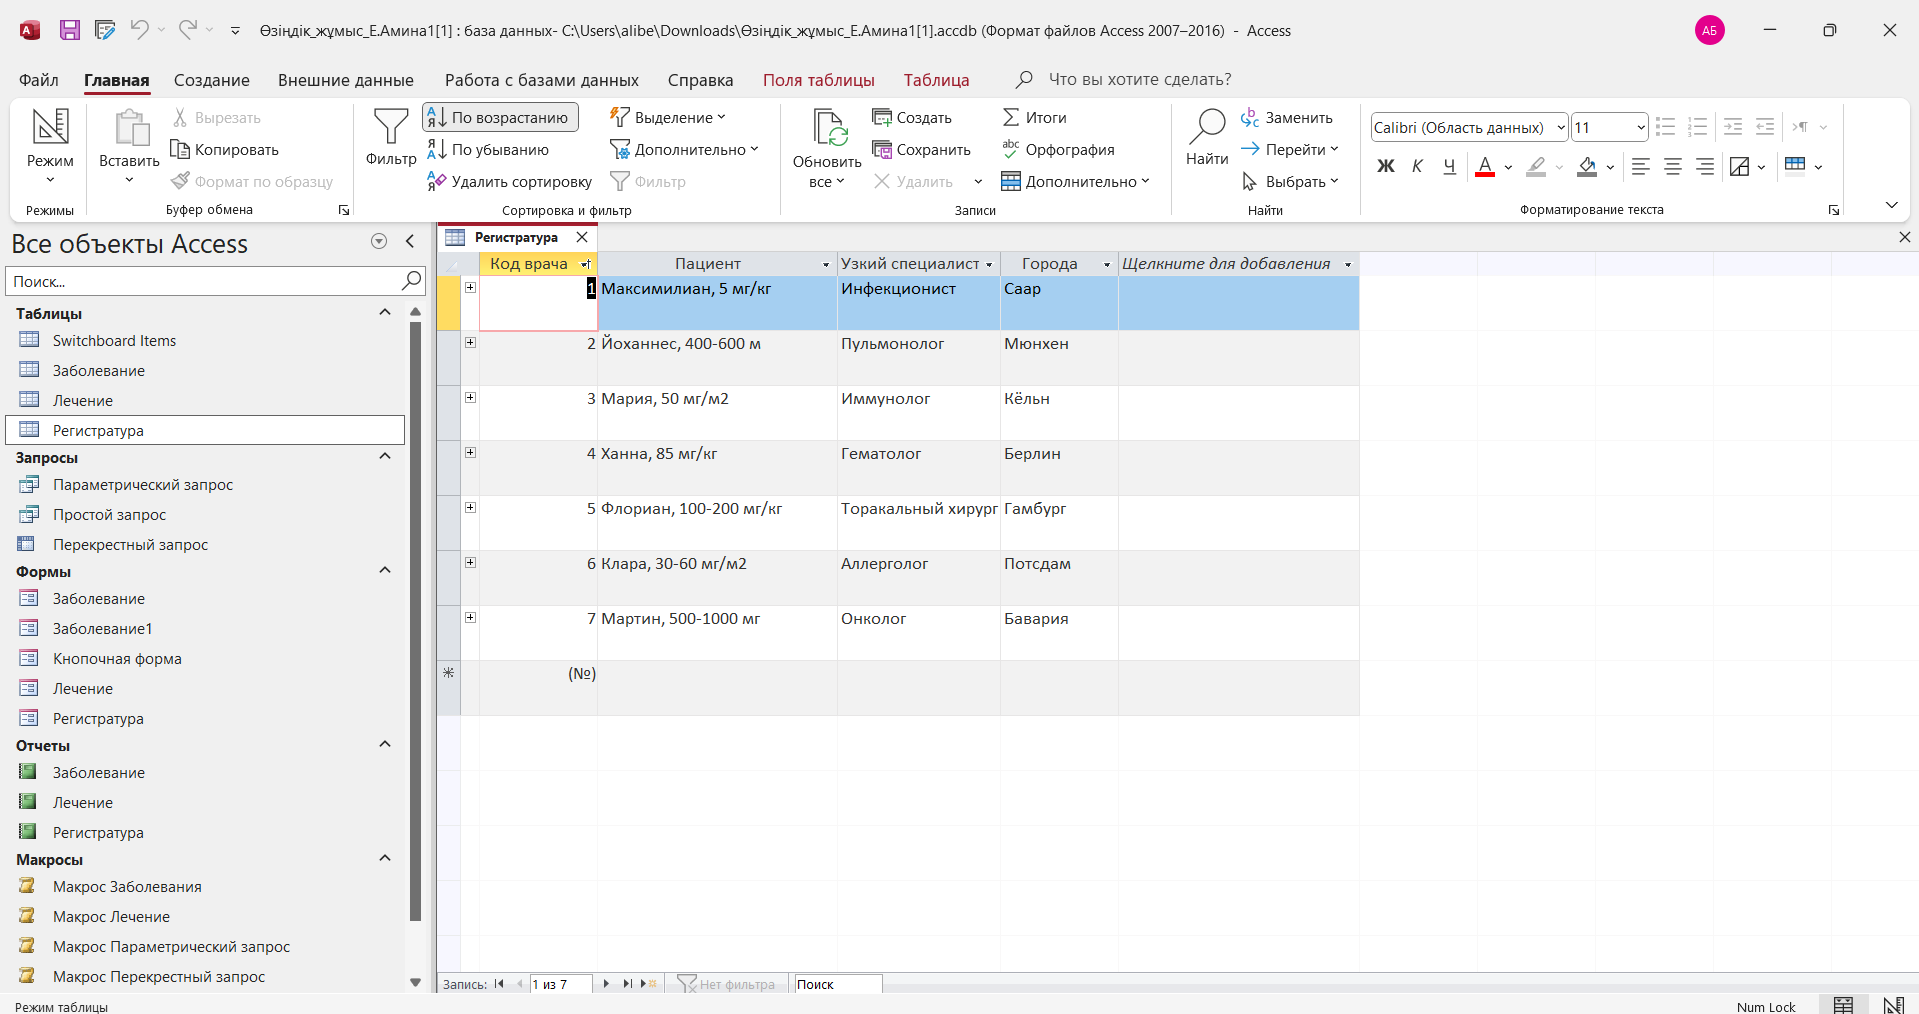 Өзіңдік_жұмыс_Е.Амина1[1] : база данных- C:\Users\alibe\Downloads\Өзіңдік_жұмыс_Е.Амина1[1].accdb (Формат файлов Access 2007–2016) - Access
АБ
Файл Главная Создание Внешние данные Работа с базами данных Справка Поля таблицы Таблица Что вы хотите сделать?
Режим
Режимы
Вставить
Вырезать
Копировать
Формат по образцу
Буфер обмена
Фильтр
По возрастанию
По убыванию
Удалить сортировку
Выделение
Дополнительно
Фильтр
Сортировка и фильтр
Обновить
все
Создать
Сохранить
Удалить
Итоги
Орфография
Дополнительно
Записи
Найти
Заменить
Перейти
Выбрать
Найти
Calibri (Область данных) 11
Ж К Ч А
Форматирование текста
Все объекты Access
Поиск...
Таблицы
Switchboard Items
Заболевание
Лечение
Регистратура
Запросы
Параметрический запрос
Простой запрос
Перекрестный запрос
Формы
Заболевание
Заболевание1
Кнопочная форма
Лечение
Регистратура
Отчеты
Заболевание
Лечение
Регистратура
Макросы
Макрос Заболевания
Макрос Лечение
Макрос Параметрический запрос
Макрос Перекрестный запрос
Регистратура
Код врача Пациент Узкий специалист Города Щелкните для добавления
1 Максимилиан, 5 мг/кг Инфекционист Саар
2 Йоханнес, 400-600 м Пульмонолог Мюнхен
3 Мария, 50 мг/м2 Иммунолог Кёльн
4 Ханна, 85 мг/кг Гематолог Берлин
5 Флориан, 100-200 мг/кг Торакальный хирург Гамбург
6 Клара, 30-60 мг/м2 Аллерголог Потсдам
7 Мартин, 500-1000 мг Онколог Бавария
(№)
Запись: 1 из 7 Нет фильтра Поиск
Режим таблицы Num Lock